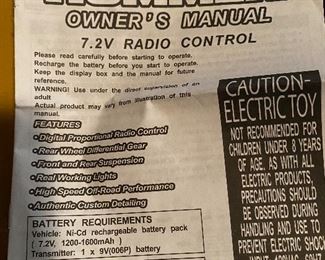 HUMMER
OWNER'S MANUAL
7.2V RADIO CONTROL
Please read carefully before starting to operate.
Recharge the battery before you start to operate.
Keep the display box and the manual for future
reference.
WARNING! Use under the direct supervision of an
adult
Actual product may vary from illustration of this
manual.
FEATURES
Digital Proportional Radio Control
Rear Wheel Differential Gear
Front and Rear Suspension
Real Working Lights
High Speed Off-Road Performance
Authentic Custom Detailing
BATTERY REQUIREMENTS
Vehicle: Ni-Cd rechargeable battery pack
( 7.2V, 1200-1600mAh )
Transmitter: 1 x 9V(006P) battery
CAUTION-
ELECTRIC TOY
NOT RECOMMENDED FOR
CHILDREN UNDER 8 YEARS
OF AGE. AS WITH ALL
ELECTRIC PRODUCTS,
PRECAUTIONS SHOULD
BE OBSERVED DURING
HANDLING AND USE TO
PREVENT ELECTRIC SHOCK
INPUT 120VAC 60HZ